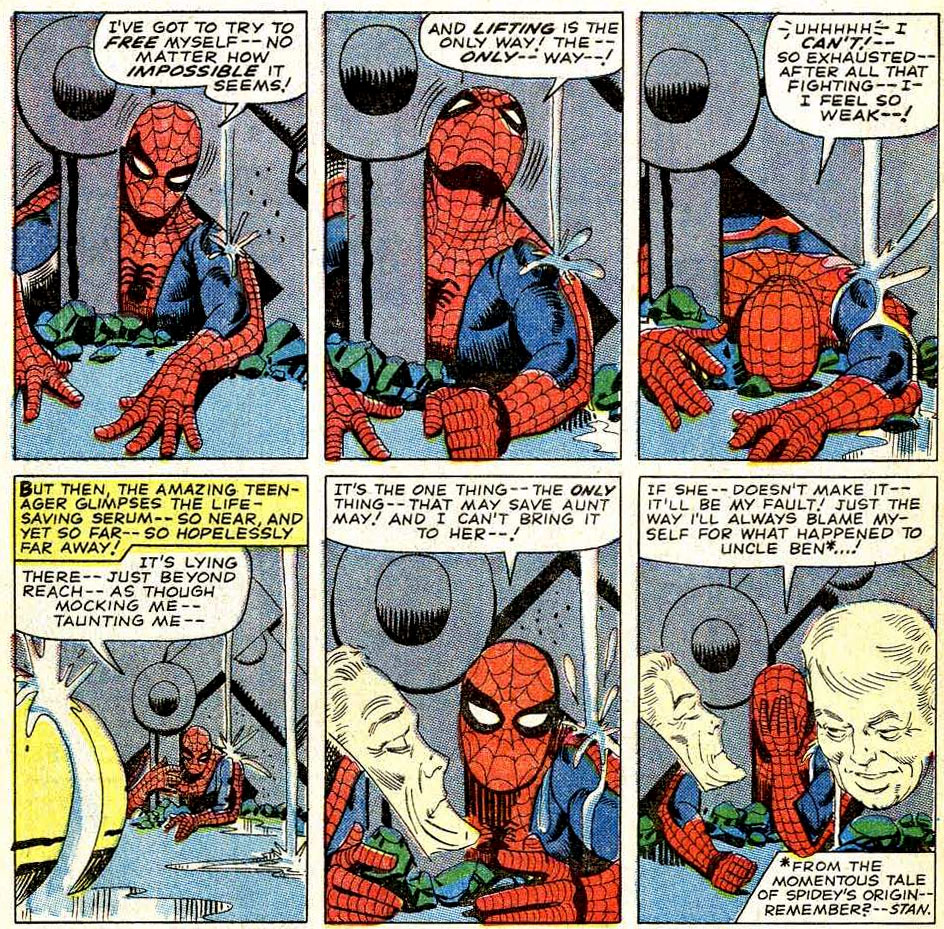 I'VE GOT TO TRY TO
FREE MYSELF-- NO
MATTER HOW
IMPOSSIBLE IT
SEEMS!
AND LIFTING IS THE
ONLY WAY! THE--
ONLY-- WAY--!
UHHHHH I
CAN'T!--
SO EXHAUSTED--
AFTER ALL THAT
FIGHTING-- I-
I FEEL SO
WEAK--!
BUT THEN, THE AMAZING TEEN-
AGER GLIMPSES THE LIFE-
SAVING SERUM-- SO NEAR, AND
YET SO FAR-- SO HOPELESSLY
FAR AWAY!
IT'S LYING
THERE-- JUST BEYOND
REACH-- AS THOUGH
MOCKING ME--
TAUNTING ME--
IT'S THE ONE THING-- THE ONLY
THING-- THAT MAY SAVE AUNT
MAY! AND I CAN'T BRING IT
TO HER--!
IF SHE-- DOESN'T MAKE IT--
IT'LL BE MY FAULT! JUST THE
WAY I'LL ALWAYS BLAME MY-
SELF FOR WHAT HAPPENED TO
UNCLE BEN*...!
*FROM THE
MOMENTOUS TALE
OF SPIDEY'S ORIGIN--
REMEMBER?-- STAN.